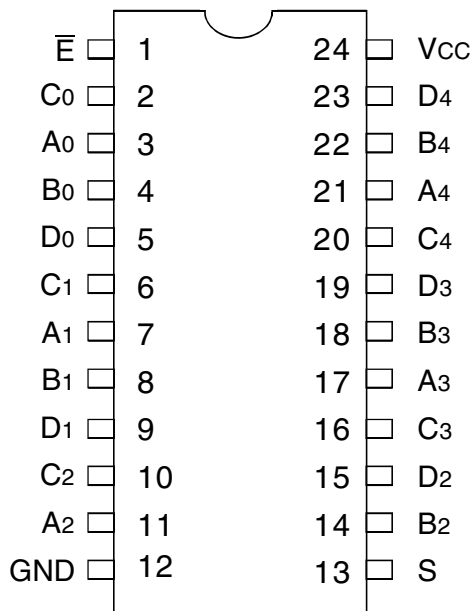 E 1 24 VCC
C0 2 23 D4
A0 3 22 B4
B0 4 21 A4
D0 5 20 C4
C1 6 19 D3
A1 7 18 B3
B1 8 17 A3
D1 9 16 C3
C2 10 15 D2
A2 11 14 B2
GND 12 13 S